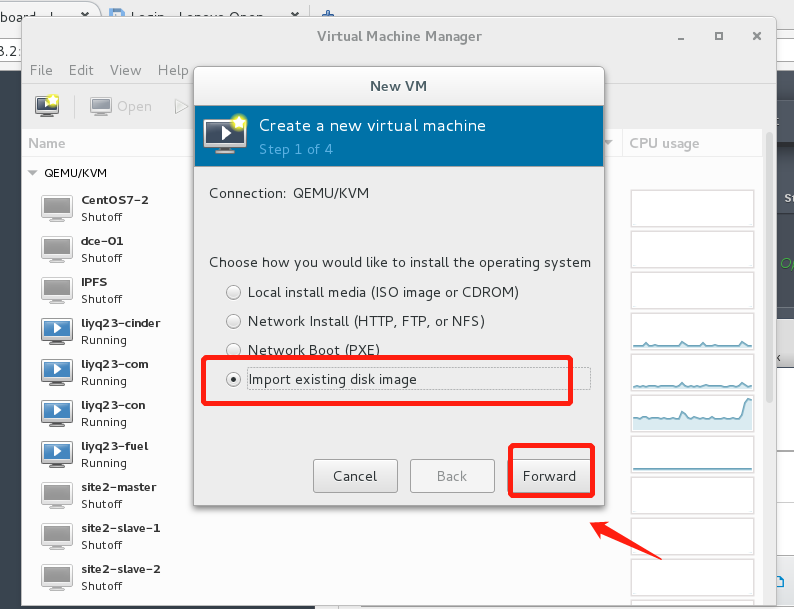 Login - Lenovo Open
Virtual Machine Manager
3.2:
File Edit View Help
New VM
Open
Create a new virtual machine
Step 1 of 4
Name
CPU usage
QEMU/KVM
Connection: QEMU/KVM
CentOS7-2
Shutoff
dce-01
Shutoff
Choose how you would like to install the operating system
IPFS
Shutoff
Local install media (ISO image or CDROM)
liyq23-cinder
Running
Network Install (HTTP, FTP, or NFS)
Network Boot (PXE)
liyq23-com
Running
Import existing disk image
liyq23-con
Running
liyq23-fuel
Running
Cancel Back Forward
site2-master
Shutoff
site2-slave-1
Shutoff
site2-slave-2
Shutoff